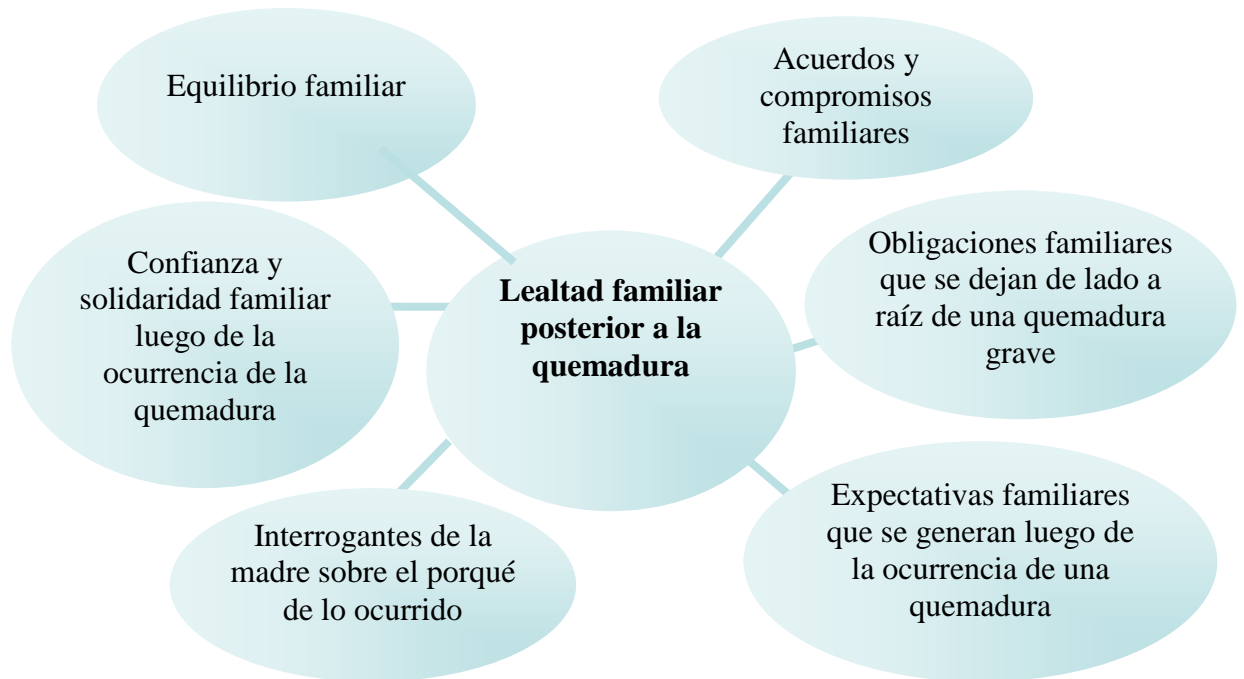 Equilibrio familiar
Acuerdos y
compromisos
familiares
Confianza y
solidaridad familiar
luego de la
ocurrencia de la
quemadura
Lealtad familiar
posterior a la
quemadura
Obligaciones familiares
que se dejan de lado a
raíz de una quemadura
grave
Interrogantes de la
madre sobre el porqué
de lo ocurrido
Expectativas familiares
que se generan luego de
la ocurrencia de una
quemadura